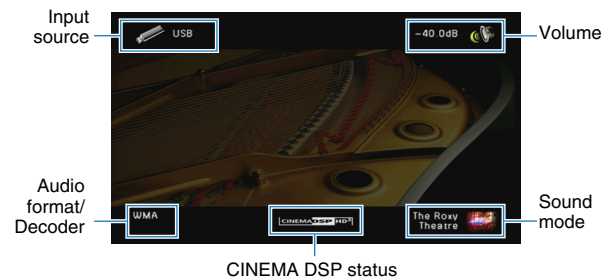 Input
source
USB
-40.0dB
Volume
Audio
format/
Decoder
WMA
CINEMA DSP HD³
The Roxy
Theatre
Sound
mode
CINEMA DSP status